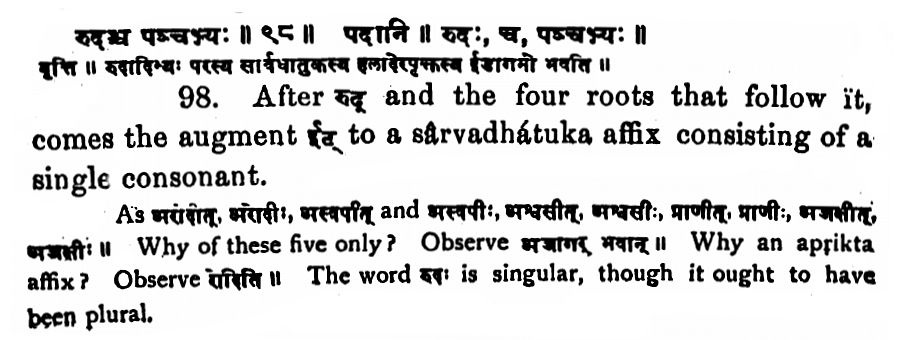 रुदश्च पञ्चभ्यः ॥ ९८ ॥ पदानि ॥ रुदः, च, पञ्चभ्यः ॥
वृत्तिः ॥ रुदादिभ्यः परस्य सार्वधातुकस्य हलादेरपृक्तस्य ईडागमो भवति ॥
98. After रुद् and the four roots that follow ït,
comes the augment ईट् to a sârvadhátuka affix consisting of a
single consonant.
As अरोदीत्, अरोदीः, अस्वपीत् and अस्वपीः, अश्वसीत्, अश्वसीः, प्राणीत्, प्राणीः, अजक्षीत्,
अजक्षीः ॥ Why of these five only? Observe अजागर् भवान् ॥ Why an apṛikta
affix? Observe रोदिति ॥ The word रुदः is singular, though it ought to have
been plural.